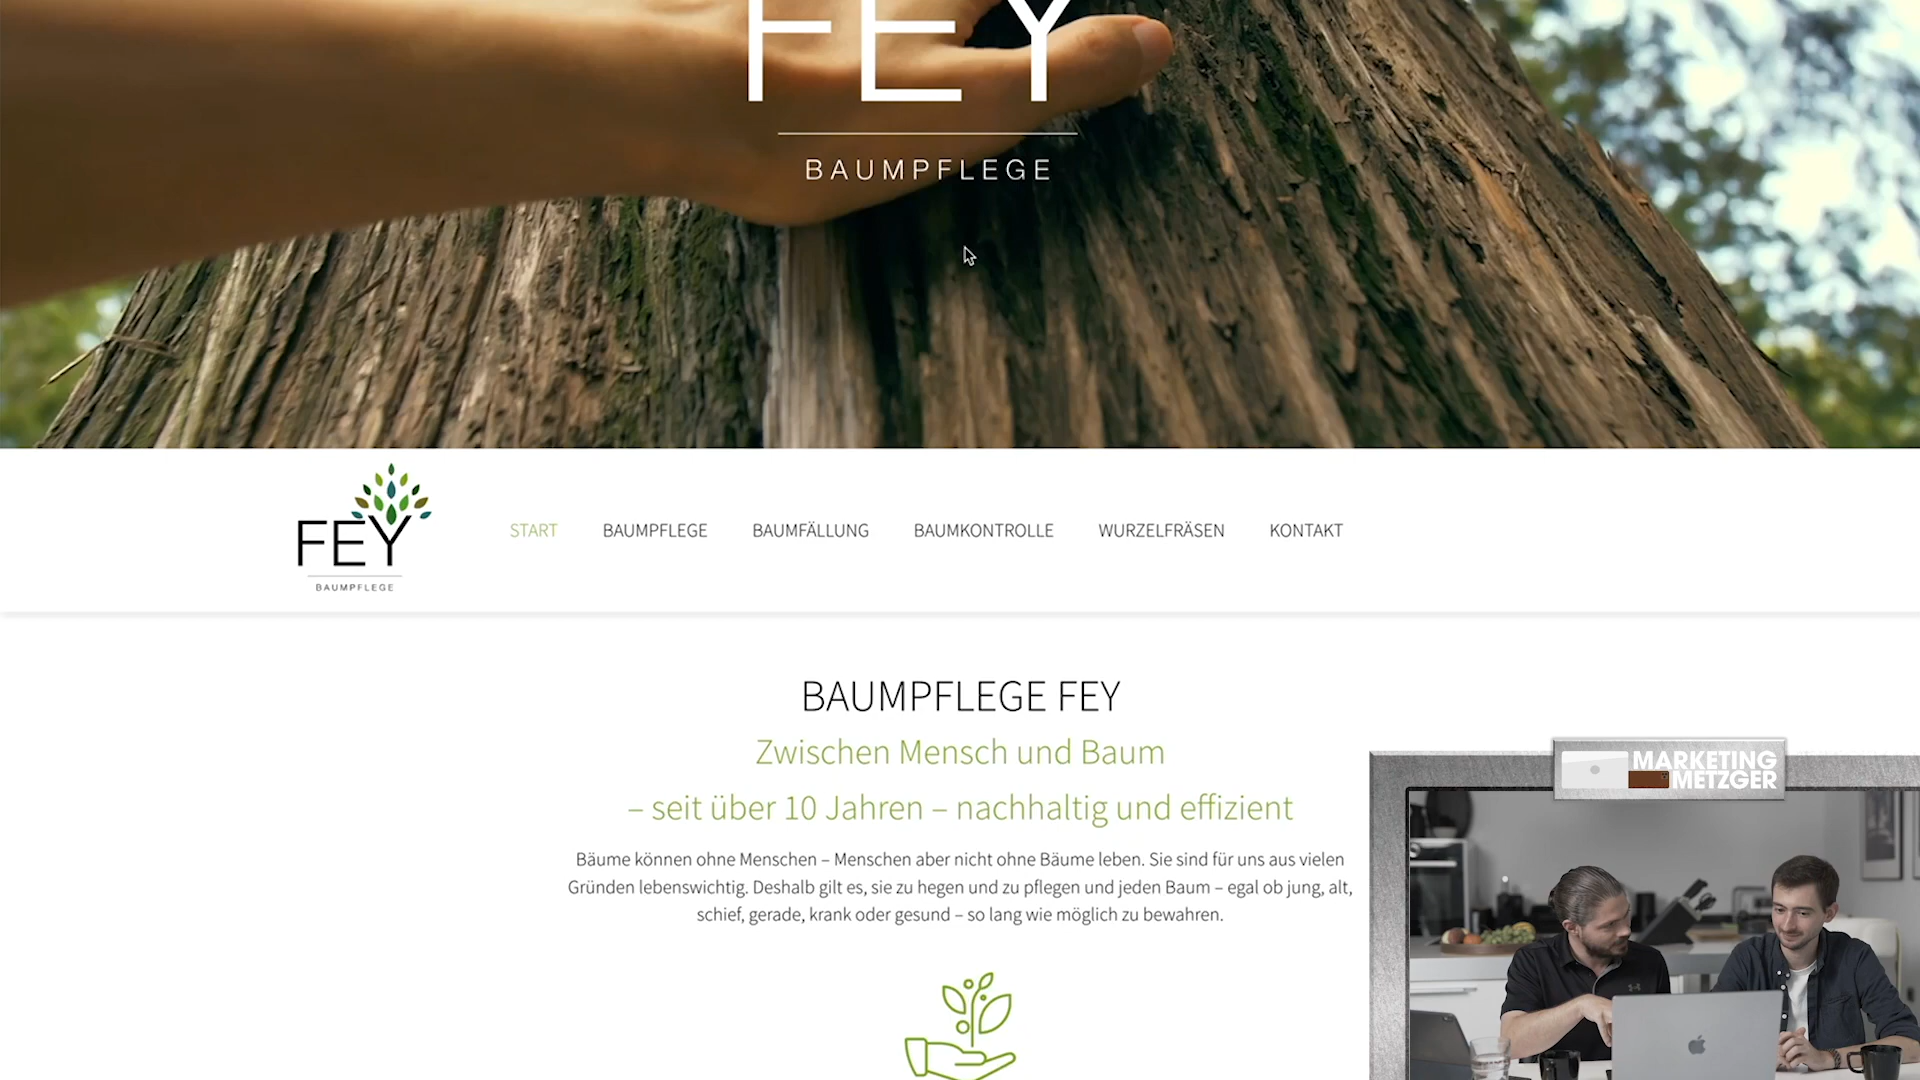 FEY
BAUMPFLEGE
FEY
BAUMPFLEGE
START BAUMPFLEGE BAUMFÄLLUNG BAUMKONTROLLE WURZELFRÄSEN KONTAKT
BAUMPFLEGE FEY
Zwischen Mensch und Baum
– seit über 10 Jahren – nachhaltig und effizient
Bäume können ohne Menschen – Menschen aber nicht ohne Bäume leben. Sie sind für uns aus vielen
Gründen lebenswichtig. Deshalb gilt es, sie zu hegen und zu pflegen und jeden Baum – egal ob jung, alt,
schief, gerade, krank oder gesund – so lang wie möglich zu bewahren.
MARKETING
METZGER